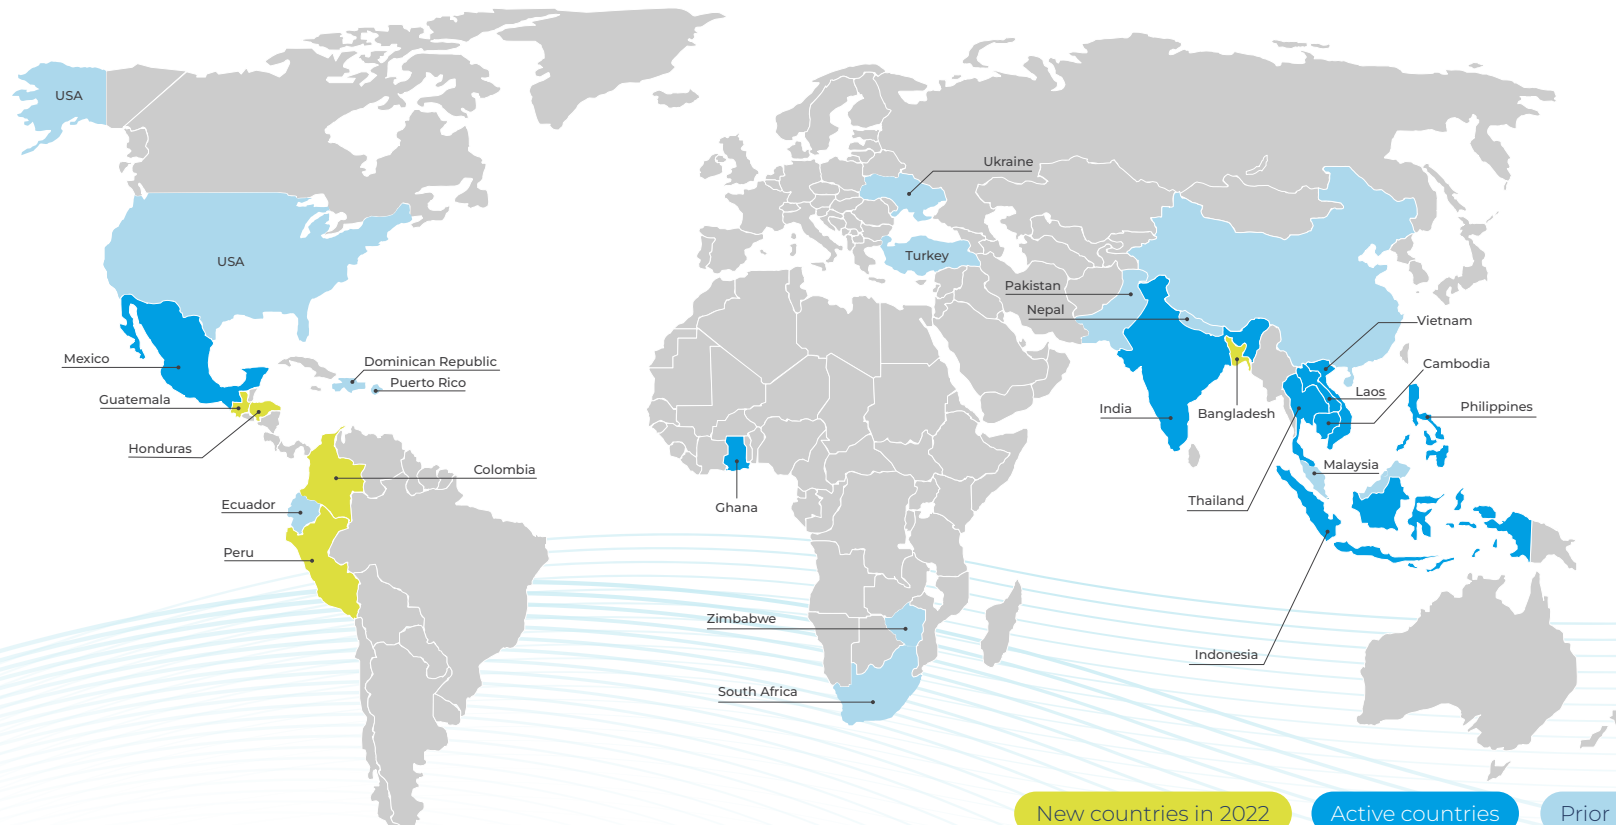 USA
Ukraine
USA
Turkey
Pakistan
Nepal
Vietnam
Mexico
Dominican Republic
Cambodia
Puerto Rico
Laos
Guatemala
India
Bangladesh
Philippines
Honduras
Colombia
Malaysia
Ecuador
Ghana
Thailand
Peru
Zimbabwe
Indonesia
South Africa
New countries in 2022
Active countries
Prior